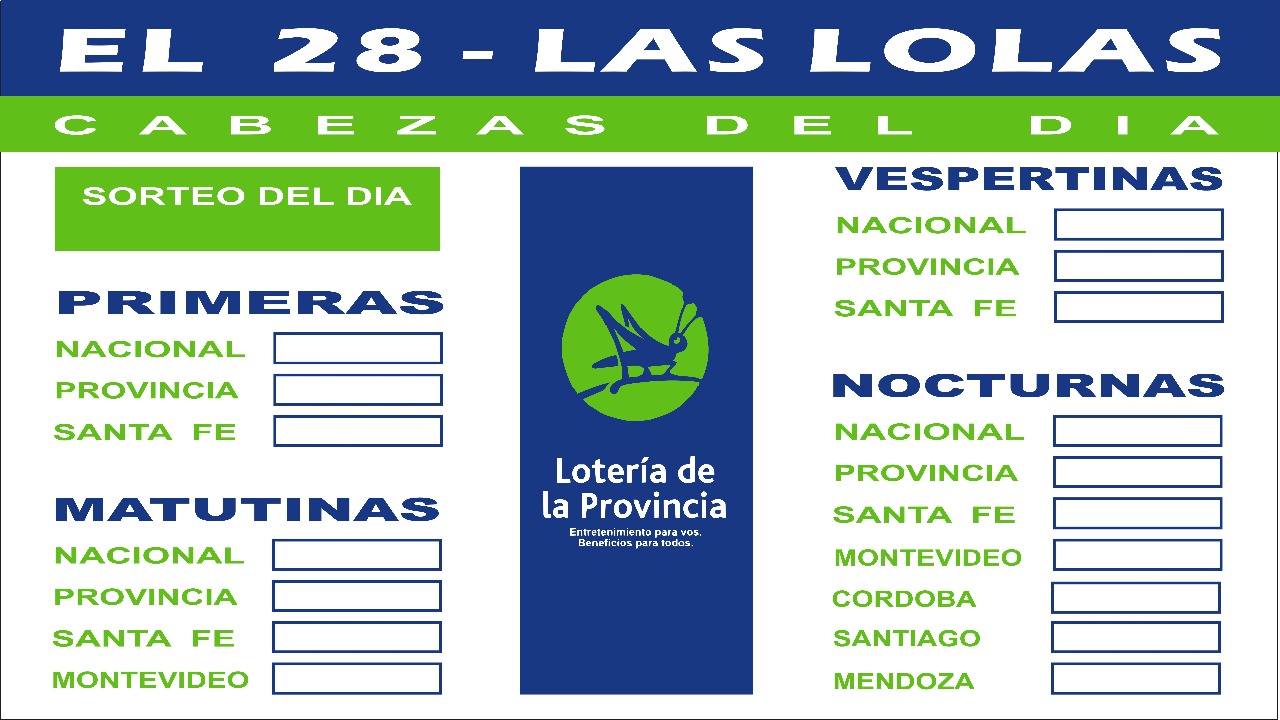 EL 28 - LAS LOLAS
CABEZAS DEL DIA
SORTEO DEL DIA
PRIMERAS
NACIONAL
PROVINCIA
SANTA FE
MATUTINAS
NACIONAL
PROVINCIA
SANTA FE
MONTEVIDEO
Lotería de
la Provincia
Entretenimiento para vos.
Beneficios para todos.
VESPERTINAS
NACIONAL
PROVINCIA
SANTA FE
NOCTURNAS
NACIONAL
PROVINCIA
SANTA FE
MONTEVIDEO
CORDOBA
SANTIAGO
MENDOZA